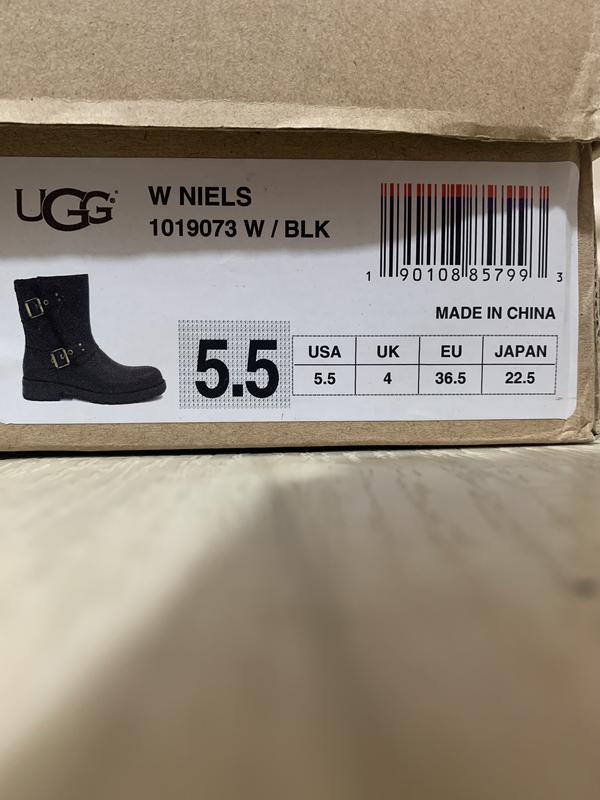 UGG
W NIELS
1019073 W / BLK
1 90108 85799 3
MADE IN CHINA
5.5
USA UK EU JAPAN
5.5 4 36.5 22.5